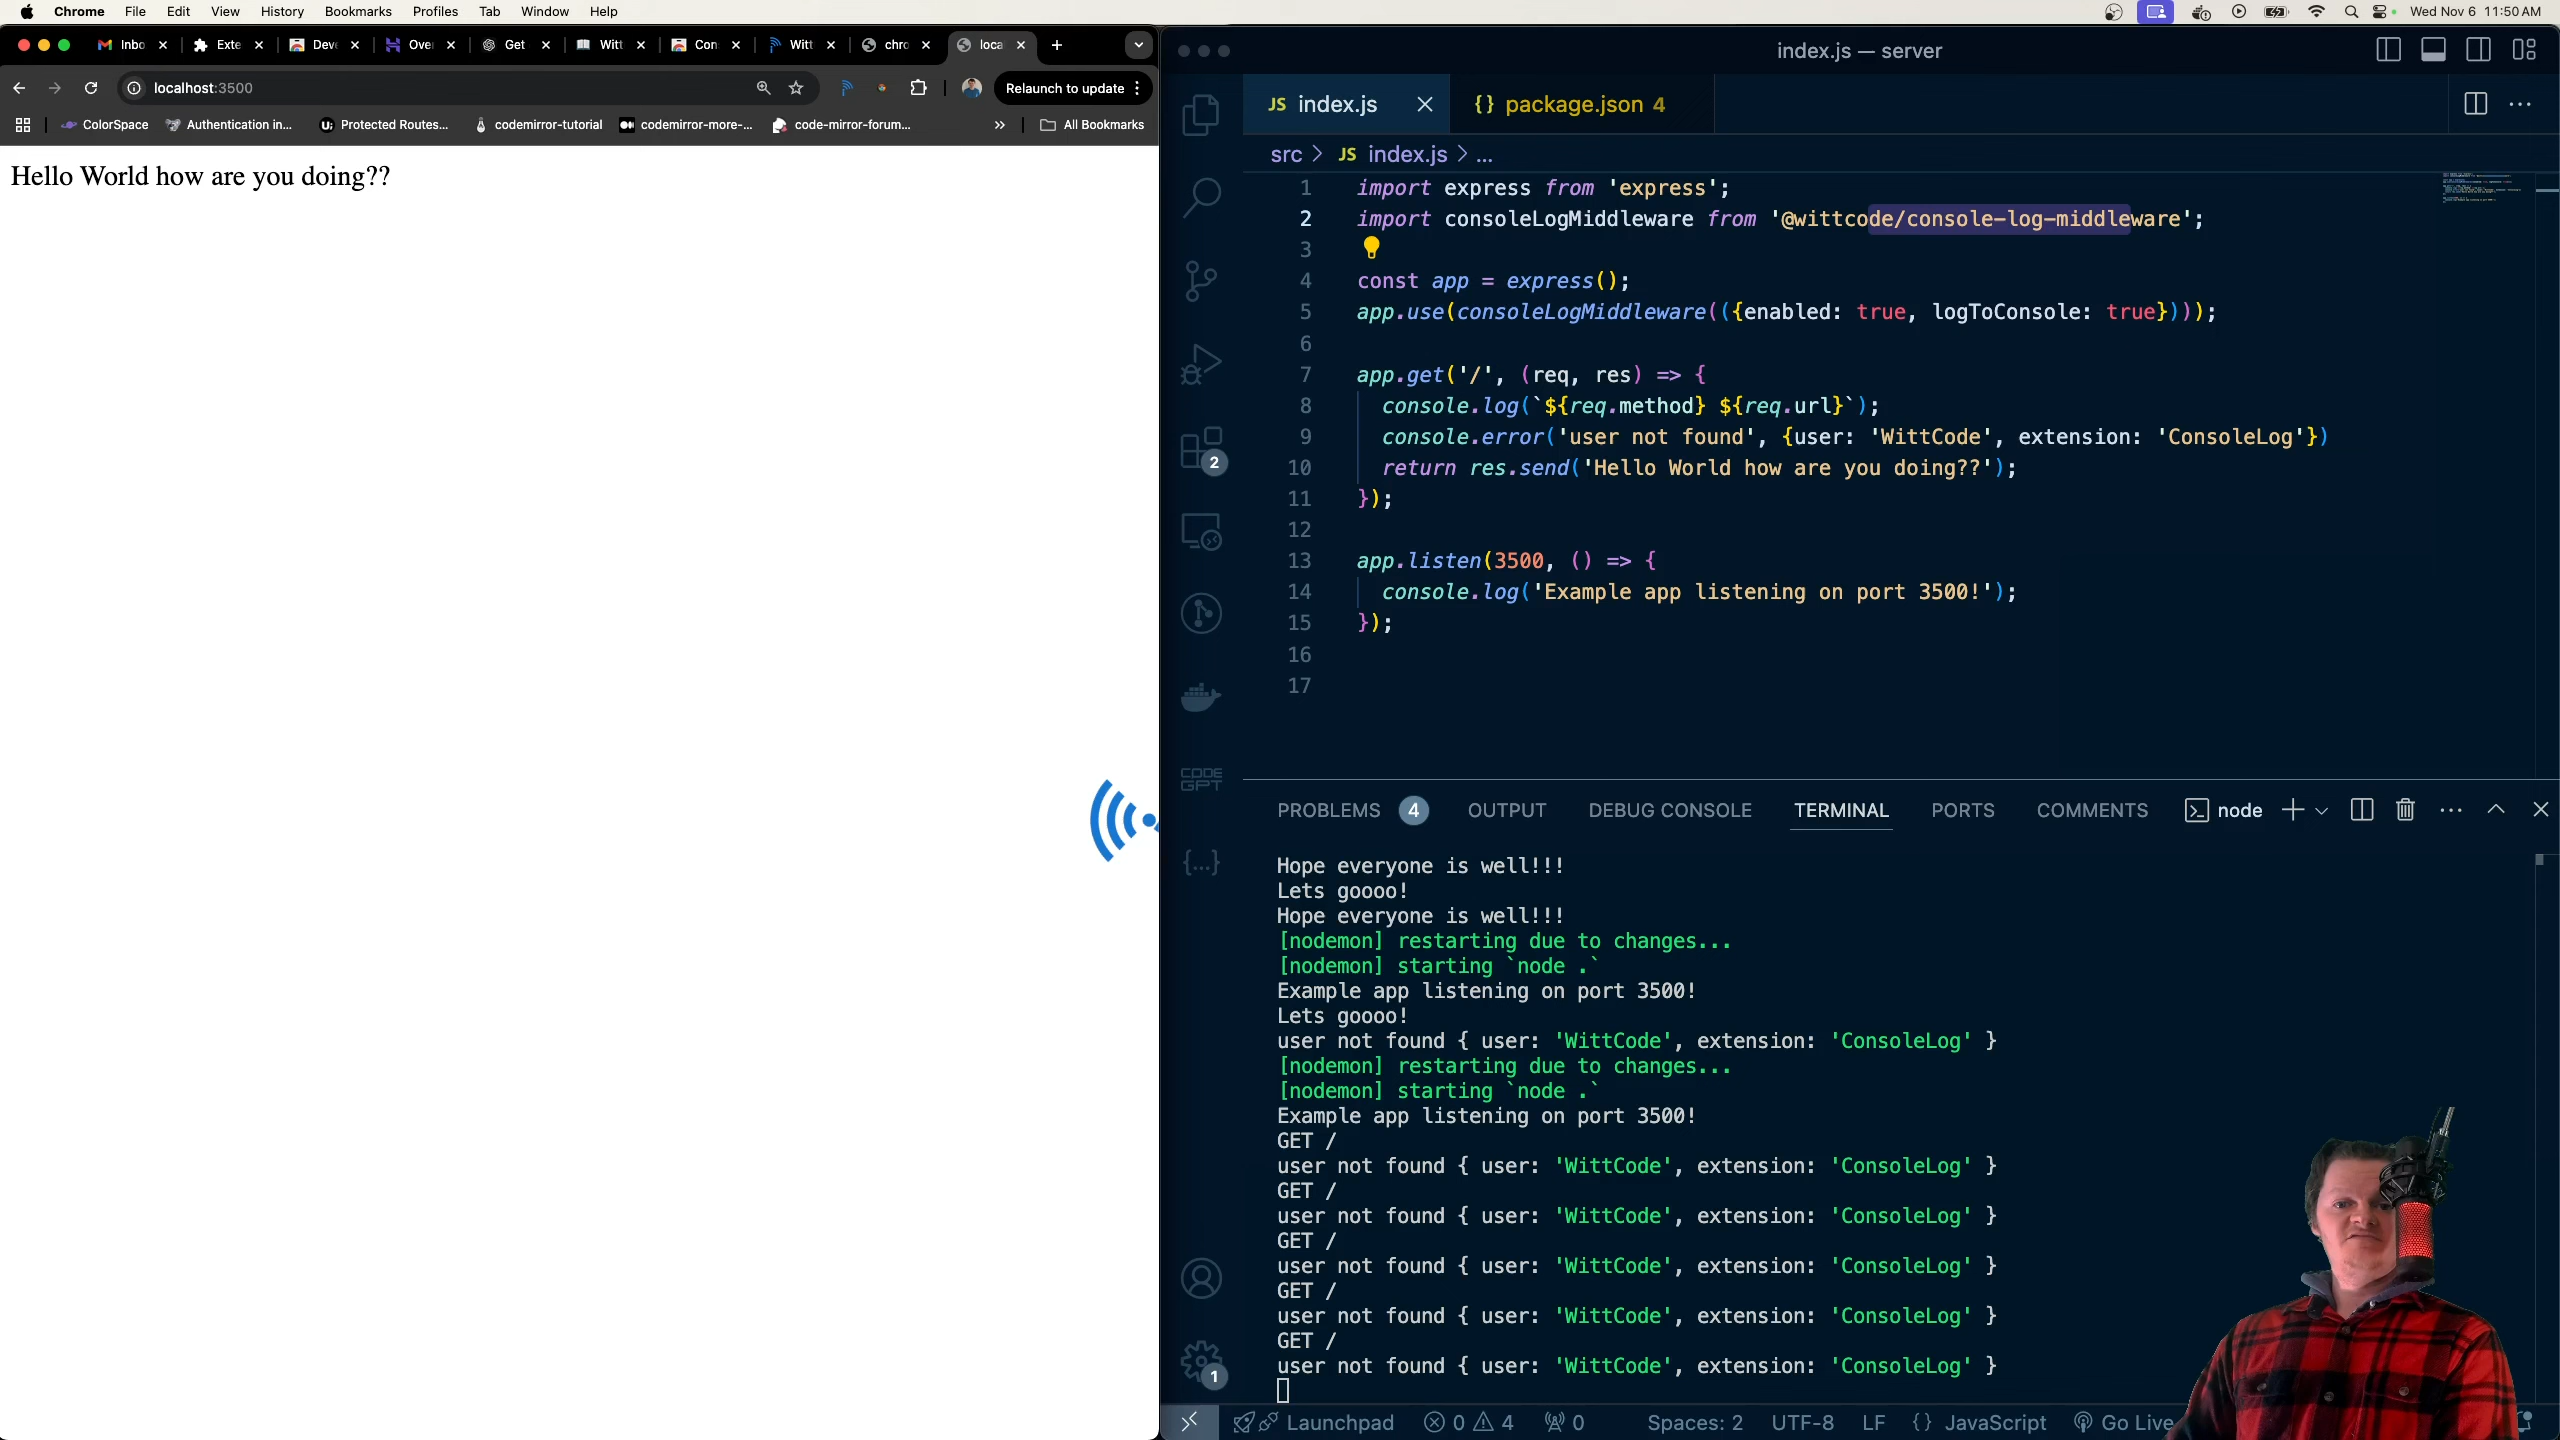 Chrome File Edit View History Bookmarks Profiles Tab Window Help
Wed Nov 6 11:50 AM
Inbo Exte Dev Over Get Witt Con Witt chro loca
localhost:3500
Relaunch to update
ColorSpace Authentication in... Protected Routes... codemirror-tutorial codemirror-more-... code-mirror-forum... » All Bookmarks
Hello World how are you doing??
index.js — server
JS index.js {} package.json 4
src > JS index.js > ...
1 import express from 'express';
2 import consoleLogMiddleware from '@wittcode/console-log-middleware';
3
4 const app = express();
5 app.use(consoleLogMiddleware(({enabled: true, logToConsole: true})));
6
7 app.get('/', (req, res) => {
8 console.log(`${req.method} ${req.url}`);
9 console.error('user not found', {user: 'WittCode', extension: 'ConsoleLog'})
10 return res.send('Hello World how are you doing??');
11 });
12
13 app.listen(3500, () => {
14 console.log('Example app listening on port 3500!');
15 });
16
17
2
CODE
GPT
{...}
1
PROBLEMS 4 OUTPUT DEBUG CONSOLE TERMINAL PORTS COMMENTS node
Hope everyone is well!!!
Lets goooo!
Hope everyone is well!!!
[nodemon] restarting due to changes...
[nodemon] starting `node .`
Example app listening on port 3500!
Lets goooo!
user not found { user: 'WittCode', extension: 'ConsoleLog' }
[nodemon] restarting due to changes...
[nodemon] starting `node .`
Example app listening on port 3500!
GET /
user not found { user: 'WittCode', extension: 'ConsoleLog' }
GET /
user not found { user: 'WittCode', extension: 'ConsoleLog' }
GET /
user not found { user: 'WittCode', extension: 'ConsoleLog' }
GET /
user not found { user: 'WittCode', extension: 'ConsoleLog' }
GET /
user not found { user: 'WittCode', extension: 'ConsoleLog' }
Launchpad 0 4 0 Spaces: 2 UTF-8 LF {} JavaScript Go Live